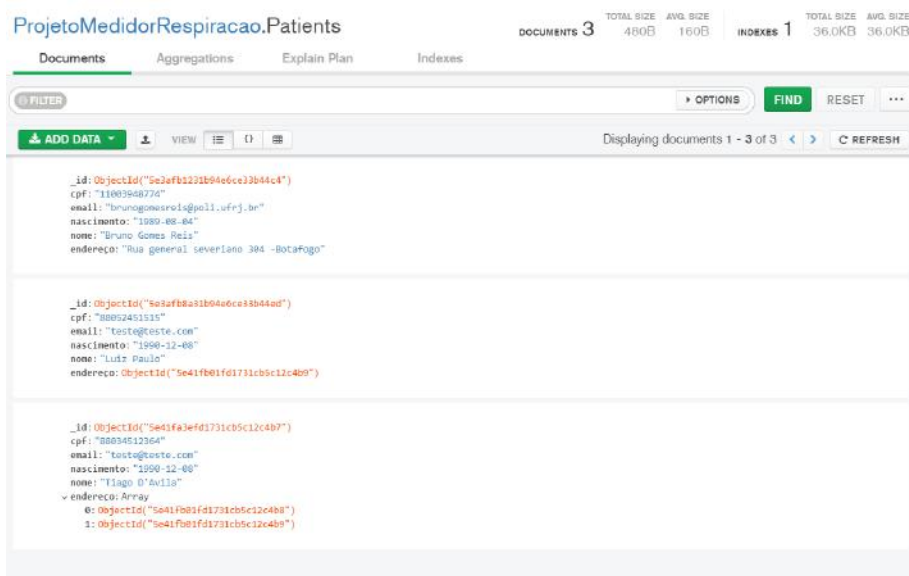 ProjetoMedidorRespiracao.Patients
DOCUMENTS 3 TOTAL SIZE 480B AVG. SIZE 160B INDEXES 1 TOTAL SIZE 36.0KB AVG. SIZE 36.0KB
Documents Aggregations Explain Plan Indexes
FILTER OPTIONS FIND RESET ...
ADD DATA VIEW {} Displaying documents 1 - 3 of 3 < > REFRESH
_id: ObjectId("5e3afb1231b94e6ce33b44c4")
cpf: "11003948774"
email: "brunogomesreis@poli.ufrj.br"
nascimento: "1989-08-04"
nome: "Bruno Gomes Reis"
endereço: "Rua general severiano 304 -Botafogo"
_id: ObjectId("5e3afb8a31b94e6ce33b44ed")
cpf: "88052451515"
email: "teste@teste.com"
nascimento: "1990-12-08"
nome: "Luiz Paulo"
endereço: ObjectId("5e41fb01fd1731cb5c12c4b9")
_id: ObjectId("5e41fa3efd1731cb5c12c4b7")
cpf: "88034512364"
email: "teste@teste.com"
nascimento: "1990-12-08"
nome: "Tiago D'Avila"
endereço: Array
0: ObjectId("5e41fb01fd1731cb5c12c4b8")
1: ObjectId("5e41fb01fd1731cb5c12c4b9")